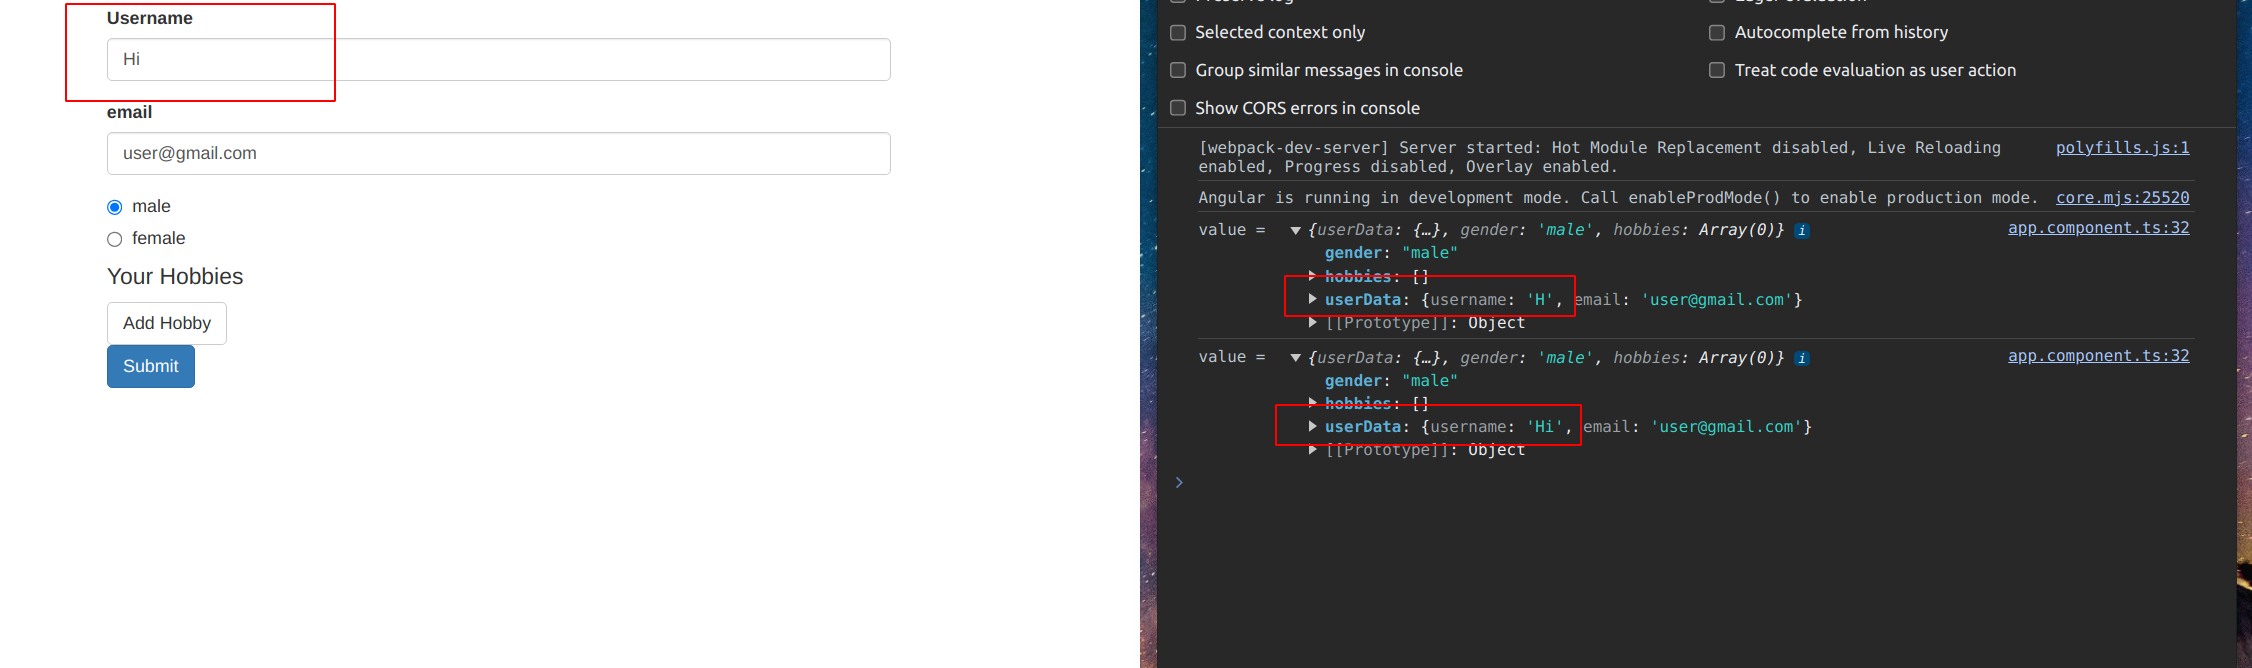 Username
Hi
email
user@gmail.com
male
female
Your Hobbies
Add Hobby
Submit
Selected context only
Autocomplete from history
Group similar messages in console
Treat code evaluation as user action
Show CORS errors in console
[webpack-dev-server] Server started: Hot Module Replacement disabled, Live Reloading polyfills.js:1
enabled, Progress disabled, Overlay enabled.
Angular is running in development mode. Call enableProdMode() to enable production mode. core.mjs:25520
value = ▼ {userData: {…}, gender: 'male', hobbies: Array(0)} i app.component.ts:32
gender: "male"
▶ hobbies: []
▶ userData: {username: 'H', email: 'user@gmail.com'}
▶ [[Prototype]]: Object
value = ▼ {userData: {…}, gender: 'male', hobbies: Array(0)} i app.component.ts:32
gender: "male"
▶ hobbies: []
▶ userData: {username: 'Hi', email: 'user@gmail.com'}
▶ [[Prototype]]: Object